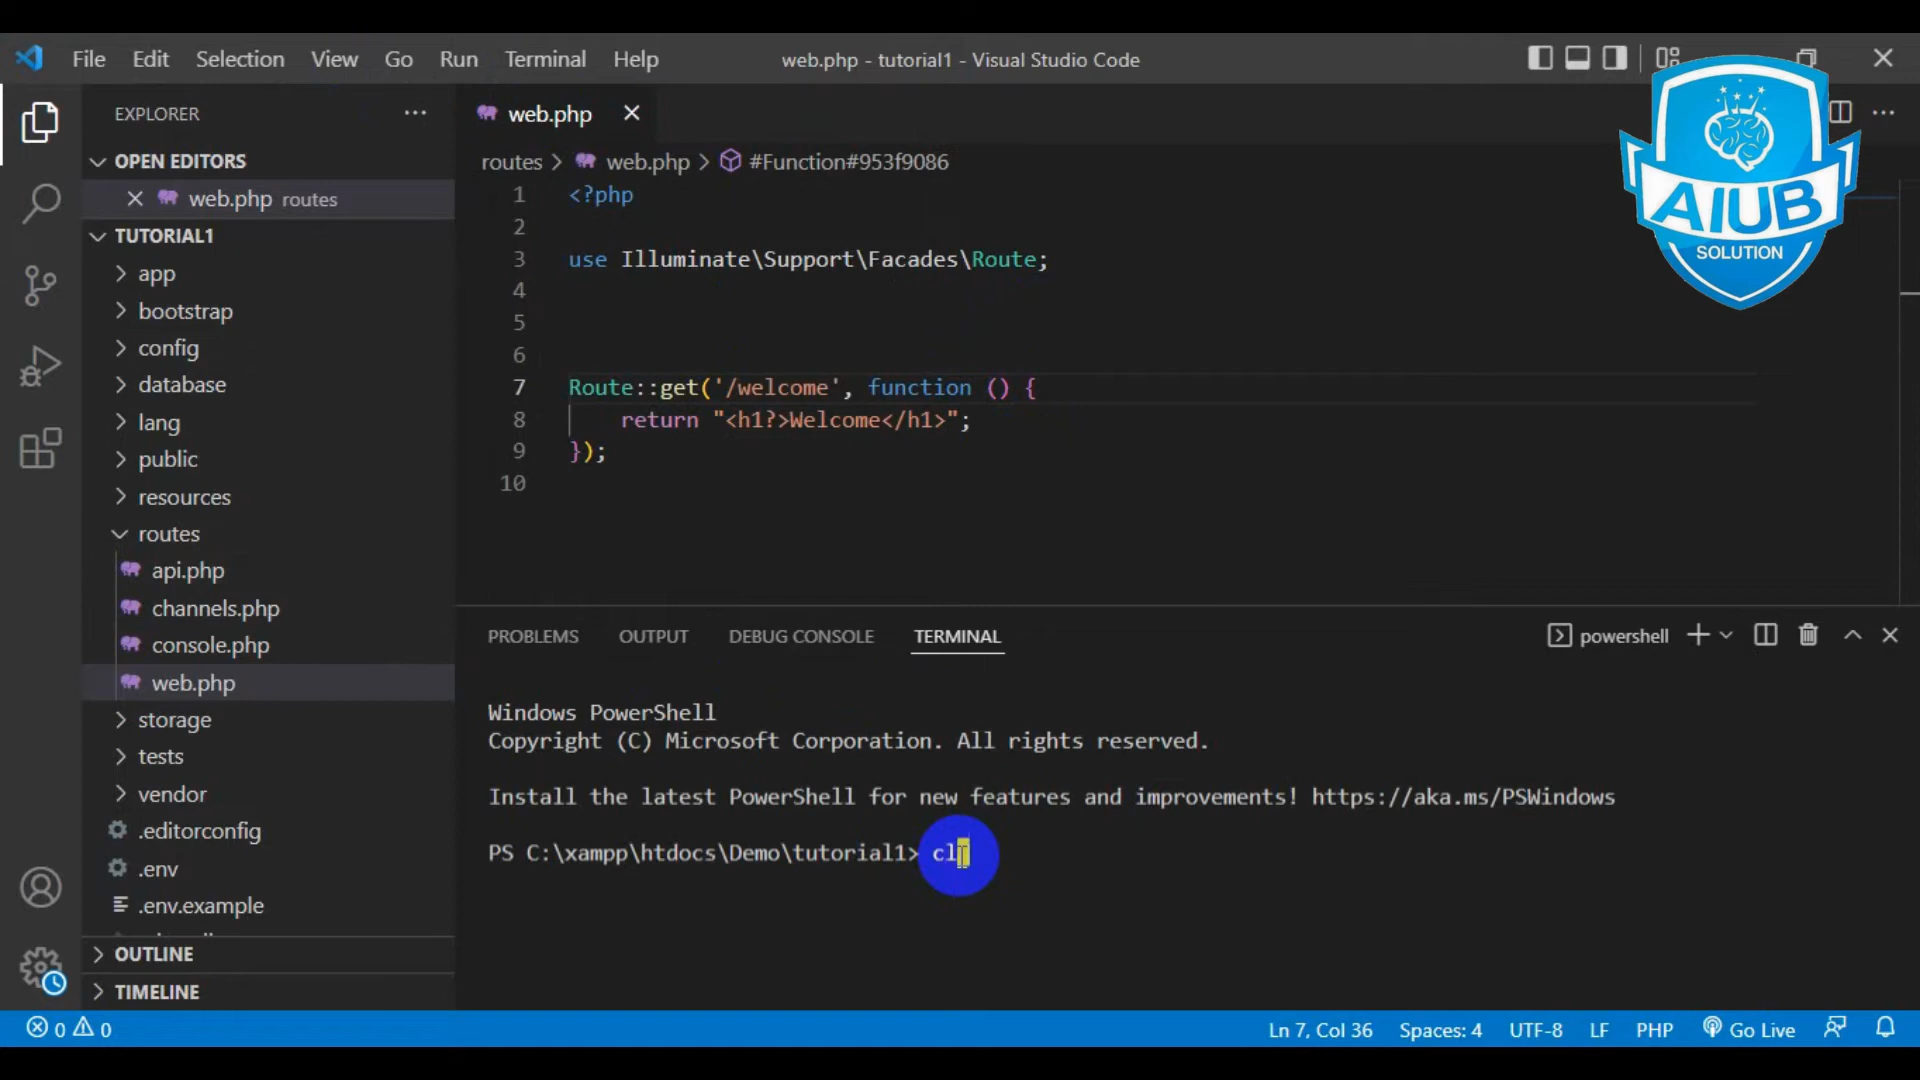 File Edit Selection View Go Run Terminal Help
web.php - tutorial1 - Visual Studio Code
EXPLORER
OPEN EDITORS
web.php routes
TUTORIAL1
app
bootstrap
config
database
lang
public
resources
routes
api.php
channels.php
console.php
web.php
storage
tests
vendor
.editorconfig
.env
.env.example
OUTLINE
TIMELINE
web.php
routes > web.php > #Function#953f9086
1 <?php
2
3 use Illuminate\Support\Facades\Route;
4
5
6
7 Route::get('/welcome', function () {
8 return "<h1?>Welcome</h1>";
9 });
10
AIUB
SOLUTION
PROBLEMS OUTPUT DEBUG CONSOLE TERMINAL
powershell
Windows PowerShell
Copyright (C) Microsoft Corporation. All rights reserved.
Install the latest PowerShell for new features and improvements! https://aka.ms/PSWindows
PS C:\xampp\htdocs\Demo\tutorial1> cl
0 0
Ln 7, Col 36 Spaces: 4 UTF-8 LF PHP Go Live